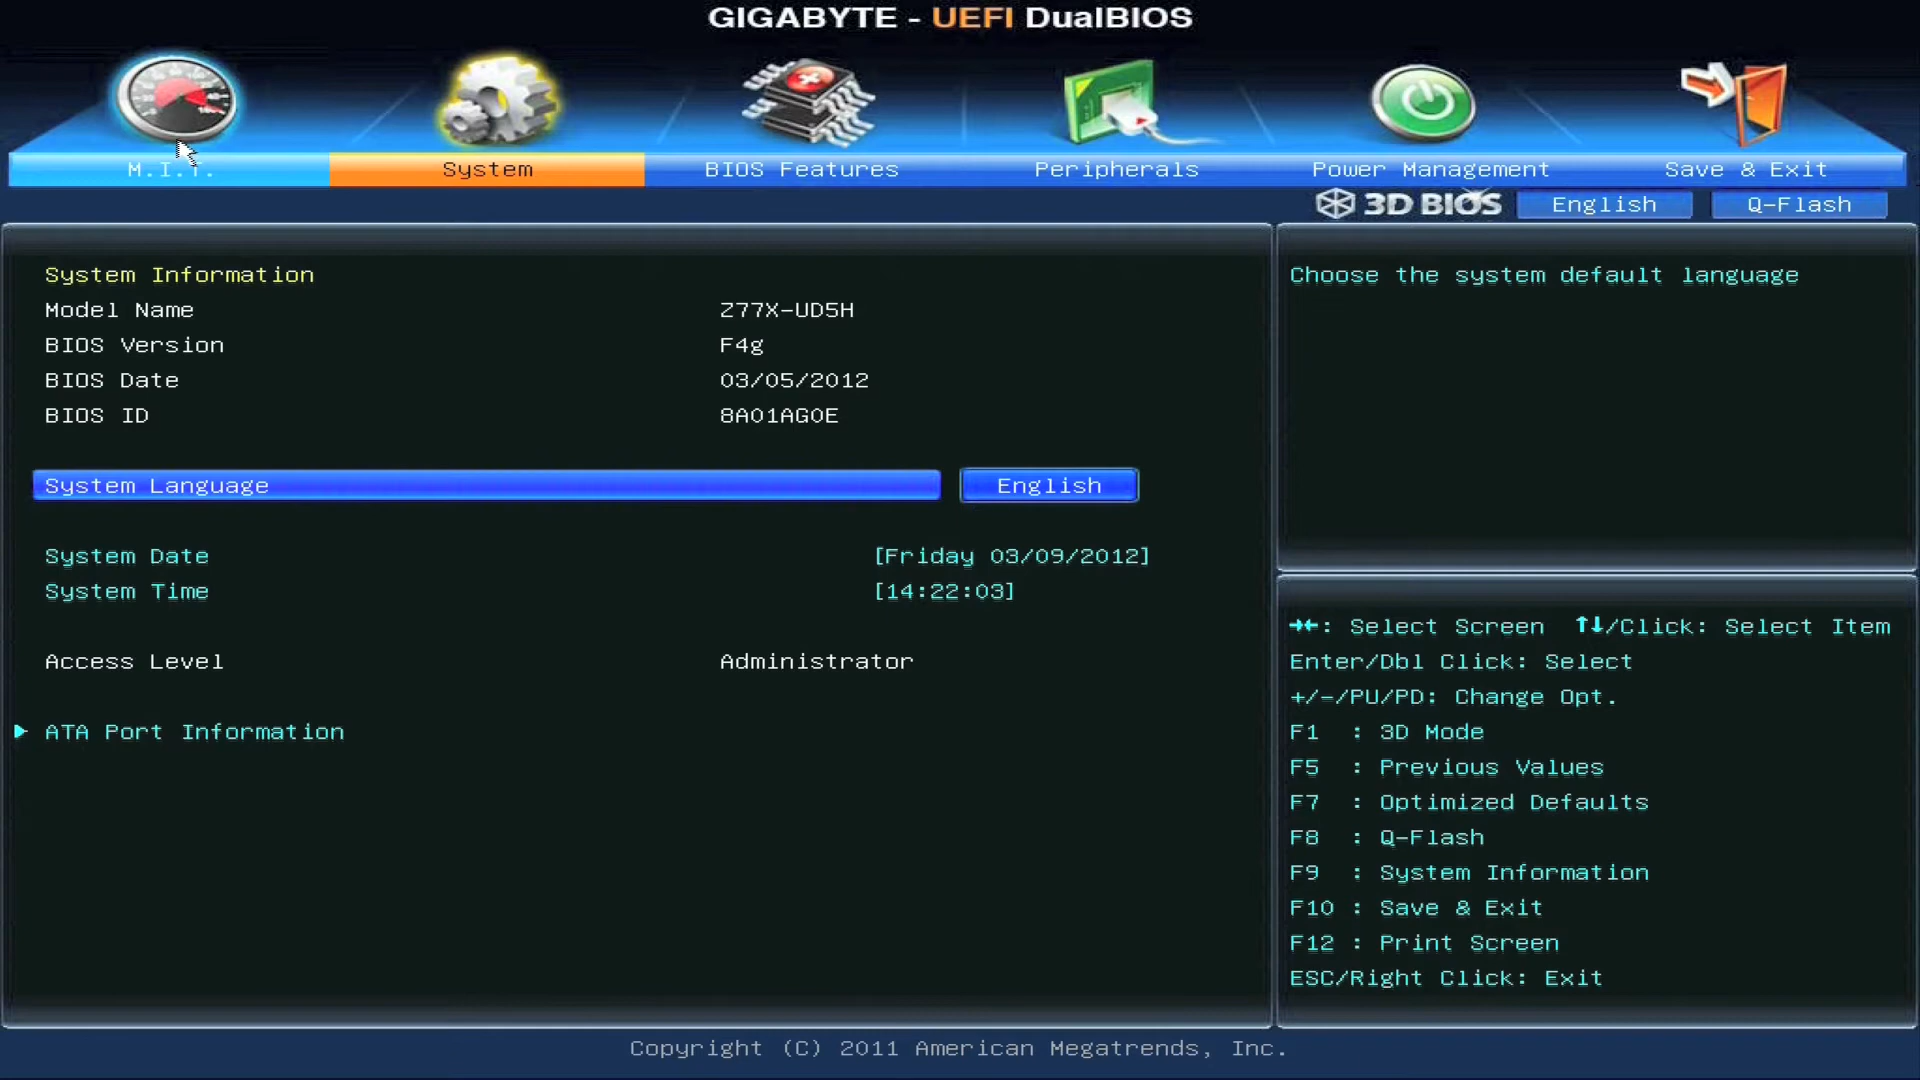 GIGABYTE - UEFI DualBIOS
M.I.T. System BIOS Features Peripherals Power Management Save & Exit
3D BIOS English Q-Flash
System Information
Model Name Z77X-UD5H
BIOS Version F4g
BIOS Date 03/05/2012
BIOS ID 8A01AG0E
System Language English
System Date [Friday 03/09/2012]
System Time [14:22:03]
Access Level Administrator
ATA Port Information
Choose the system default language
→←: Select Screen ↑↓/Click: Select Item
Enter/Dbl Click: Select
+/-/PU/PD: Change Opt.
F1 : 3D Mode
F5 : Previous Values
F7 : Optimized Defaults
F8 : Q-Flash
F9 : System Information
F10 : Save & Exit
F12 : Print Screen
ESC/Right Click: Exit
Copyright (C) 2011 American Megatrends, Inc.